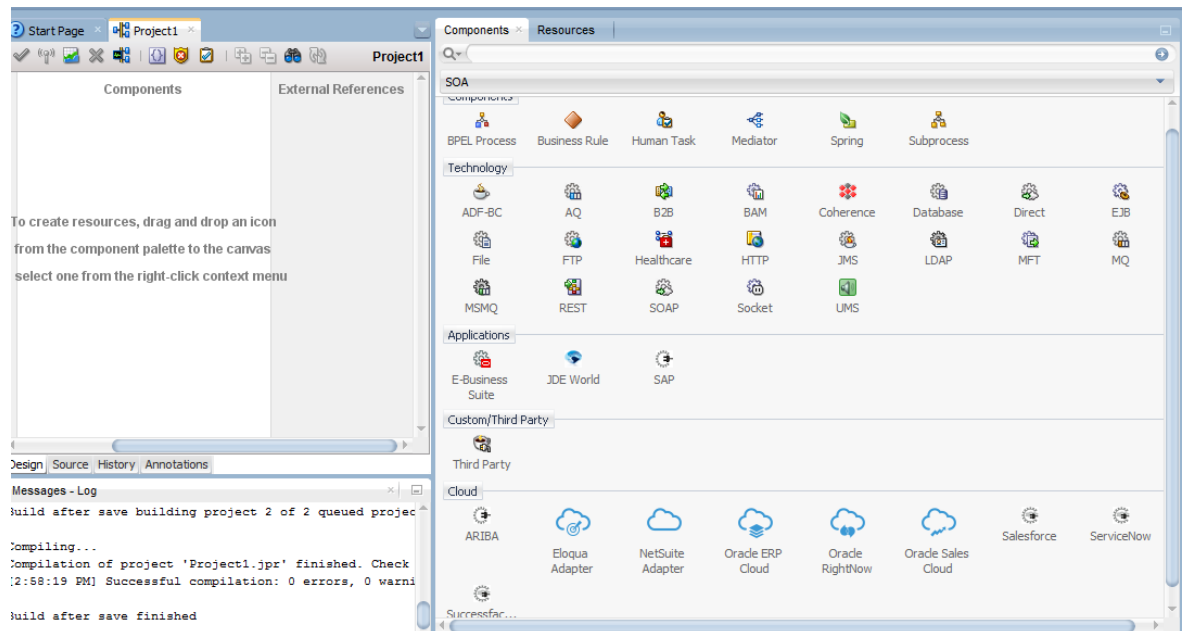 Start Page
Project1
Project1
Components
External References
To create resources, drag and drop an icon
from the component palette to the canvas
select one from the right-click context menu
Design Source History Annotations
Messages - Log
Build after save building project 2 of 2 queued projec
Compiling...
Compilation of project 'Project1.jpr' finished. Check
[2:58:19 PM] Successful compilation: 0 errors, 0 warni
Build after save finished
Components Resources
SOA
Components
BPEL Process Business Rule Human Task Mediator Spring Subprocess
Technology
ADF-BC AQ B2B BAM Coherence Database Direct EJB
File FTP Healthcare HTTP JMS LDAP MFT MQ
MSMQ REST SOAP Socket UMS
Applications
E-Business JDE World SAP
Suite
Custom/Third Party
Third Party
Cloud
ARIBA Salesforce ServiceNow
Eloqua NetSuite Oracle ERP Oracle Oracle Sales
Adapter Adapter Cloud RightNow Cloud
Successfac...